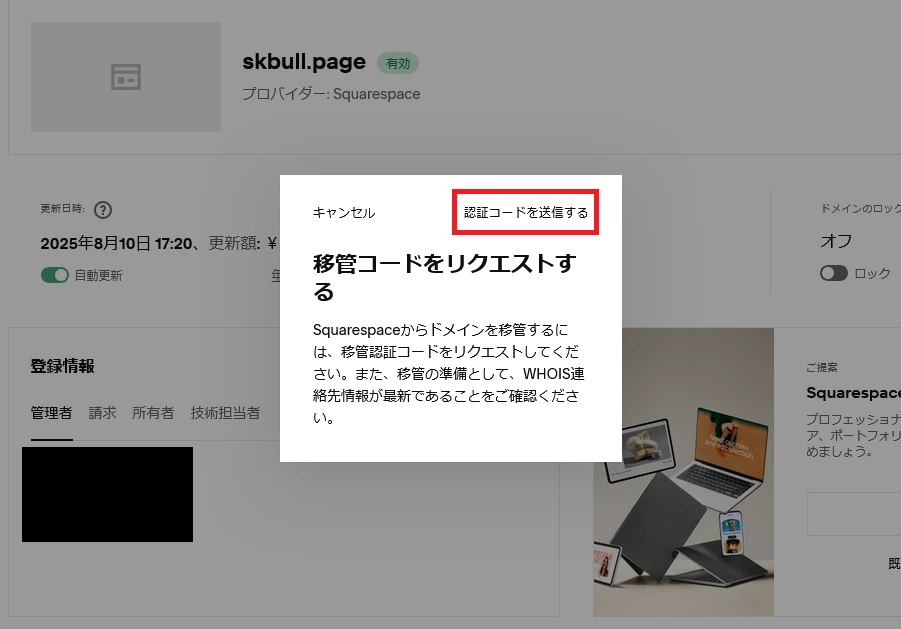 skbull.page 有効
プロバイダー: Squarespace
更新日時:
2025年8月10日 17:20、更新額: ¥
自動更新
ドメインのロック
オフ
ロック
キャンセル
認証コードを送信する
移管コードをリクエストす
る
Squarespaceからドメインを移管するに
は、移管認証コードをリクエストしてくだ
さい。また、移管の準備として、WHOIS連
絡先情報が最新であることをご確認くださ
い。
登録情報
管理者 請求 所有者 技術担当者
ご提案
Squarespace
プロフェッショナ
ア、ポートフォリ
めましょう。
既